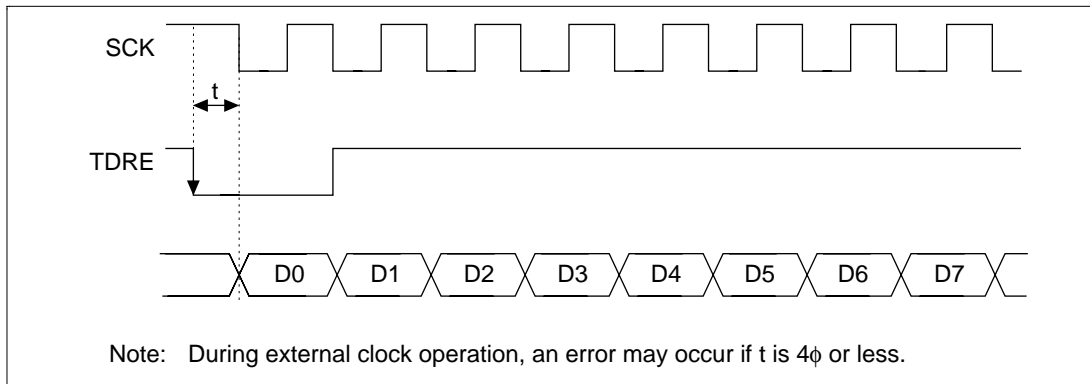 SCK
t
TDRE
D0 D1 D2 D3 D4 D5 D6 D7
Note: During external clock operation, an error may occur if t is 4ϕ or less.